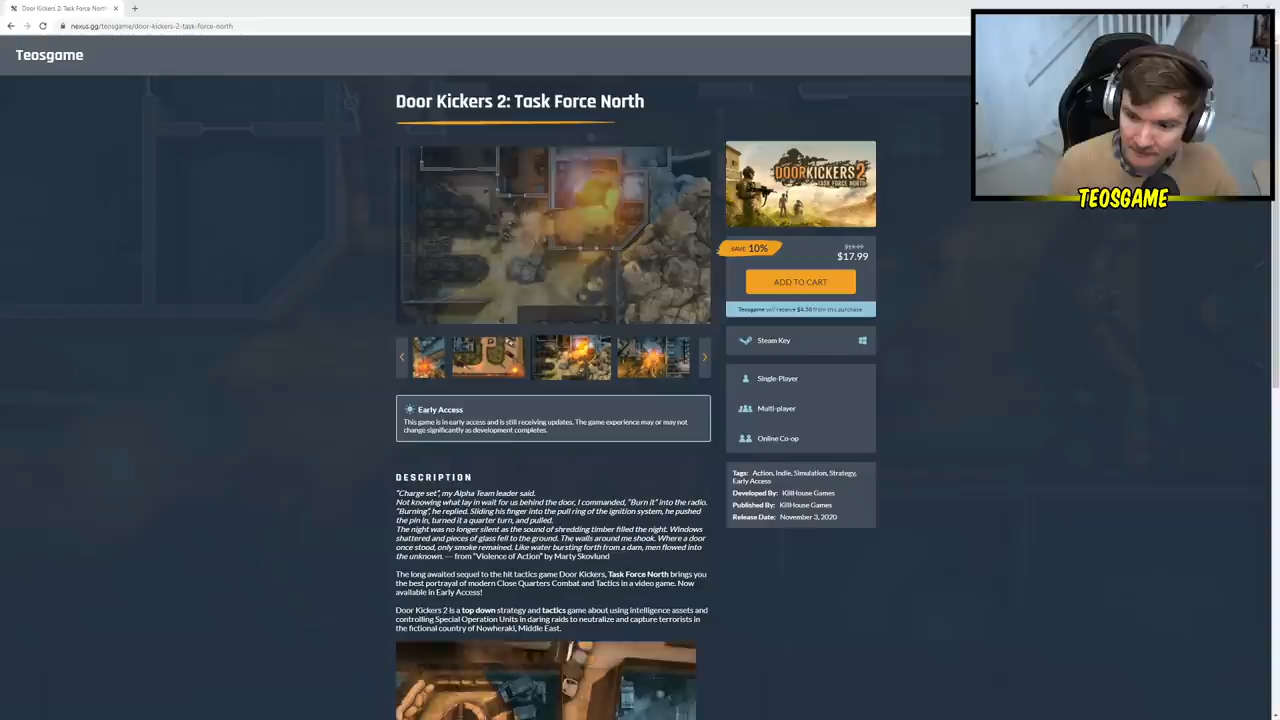 Door Kickers 2: Task Force Nort
nexus.gg/teosgame/door-kickers-2-task-force-north
Teosgame
TEOSGAME
Door Kickers 2: Task Force North
DOORKICKERS 2
TASK FORCE NORTH
SAVE 10%
$19.99
$17.99
ADD TO CART
Teosgame will receive from this purchase
Steam Key
Single-Player
Multi-player
Online Co-op
Early Access
This game is in early access and is still receiving updates. The game experience may or may not
change significantly as development completes.
Tags: Action, Indie, Simulation, Strategy,
Early Access
Developed By: KillHouse Games
Published By: KillHouse Games
Release Date: November 3, 2020
DESCRIPTION
"Charge set", my Alpha Team leader said.
Not knowing what lay in wait for us behind the door, I commanded, "Burn it" into the radio.
"Burning", he replied. Sliding his finger into the pull ring of the ignition system, he pushed
the pin in, turned it a quarter turn, and pulled.
The night was no longer silent as the sound of shredding timber filled the night. Windows
shattered and pieces of glass fell to the ground. The walls around me shook. Where a door
once stood, only smoke remained. Like water bursting forth from a dam, men flowed into
the unknown. — from "Violence of Action" by Marty Skovlund
The long awaited sequel to the hit tactics game Door Kickers, Task Force North brings you
the best portrayal of modern Close Quarters Combat and Tactics in a video game. Now
available in Early Access!
Door Kickers 2 is a top down strategy and tactics game about using intelligence assets and
controlling Special Operation Units in daring raids to neutralize and capture terrorists in
the fictional country of Nowheraki, Middle East.